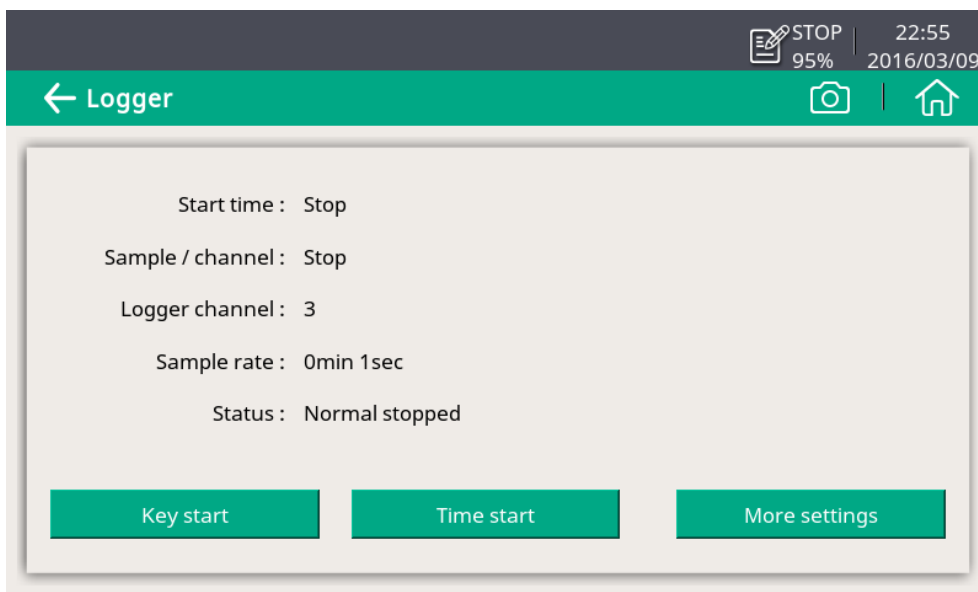 STOP 22:55
95% 2016/03/09
Logger
Start time : Stop
Sample / channel : Stop
Logger channel : 3
Sample rate : 0min 1sec
Status : Normal stopped
Key start Time start More settings